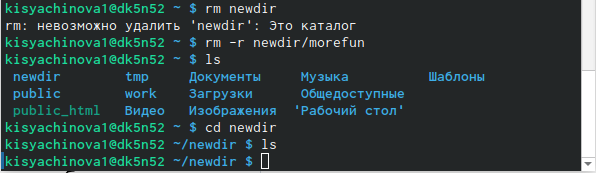 kisyachinova1@dk5n52 ~ $ rm newdir
rm: невозможно удалить 'newdir': Это каталог
kisyachinova1@dk5n52 ~ $ rm -r newdir/morefun
kisyachinova1@dk5n52 ~ $ ls
newdir tmp Документы Музыка Шаблоны
public work Загрузки Общедоступные
public_html Видео Изображения 'Рабочий стол'
kisyachinova1@dk5n52 ~ $ cd newdir
kisyachinova1@dk5n52 ~/newdir $ ls
kisyachinova1@dk5n52 ~/newdir $